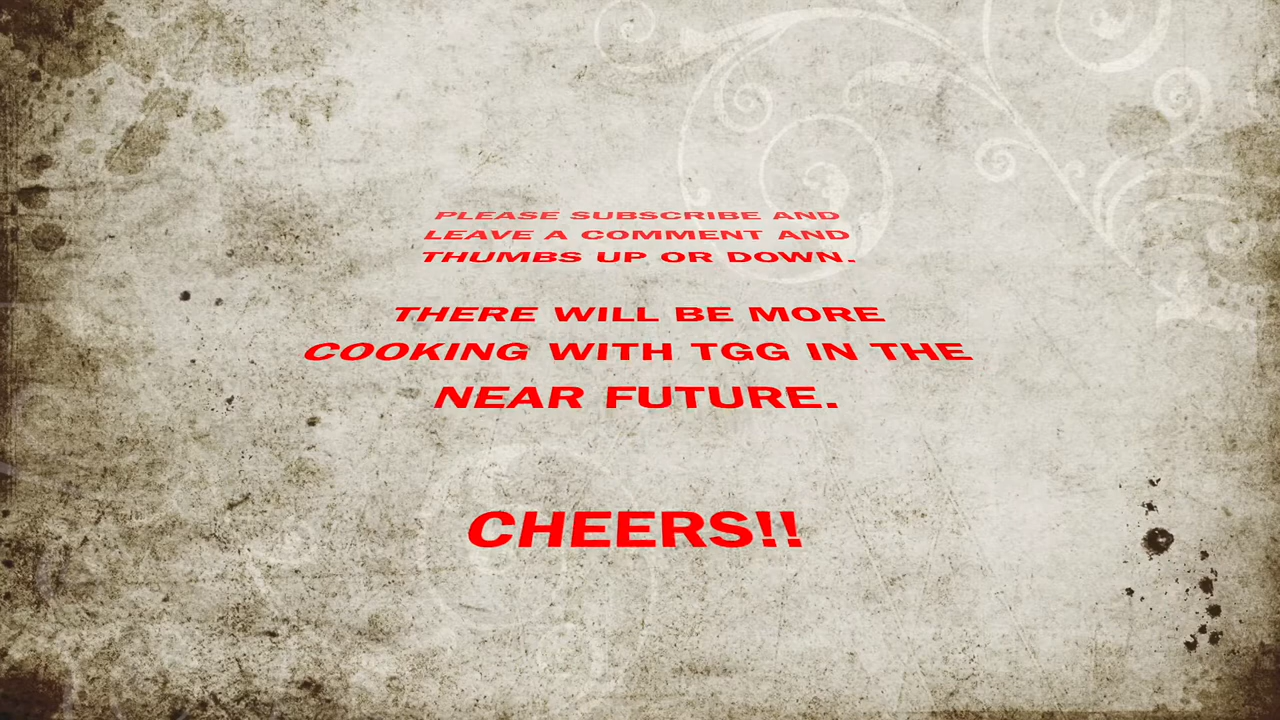 PLEASE SUBSCRIBE AND
LEAVE A COMMENT AND
THUMBS UP OR DOWN.
THERE WILL BE MORE
COOKING WITH TGG IN THE
NEAR FUTURE.
CHEERS!!